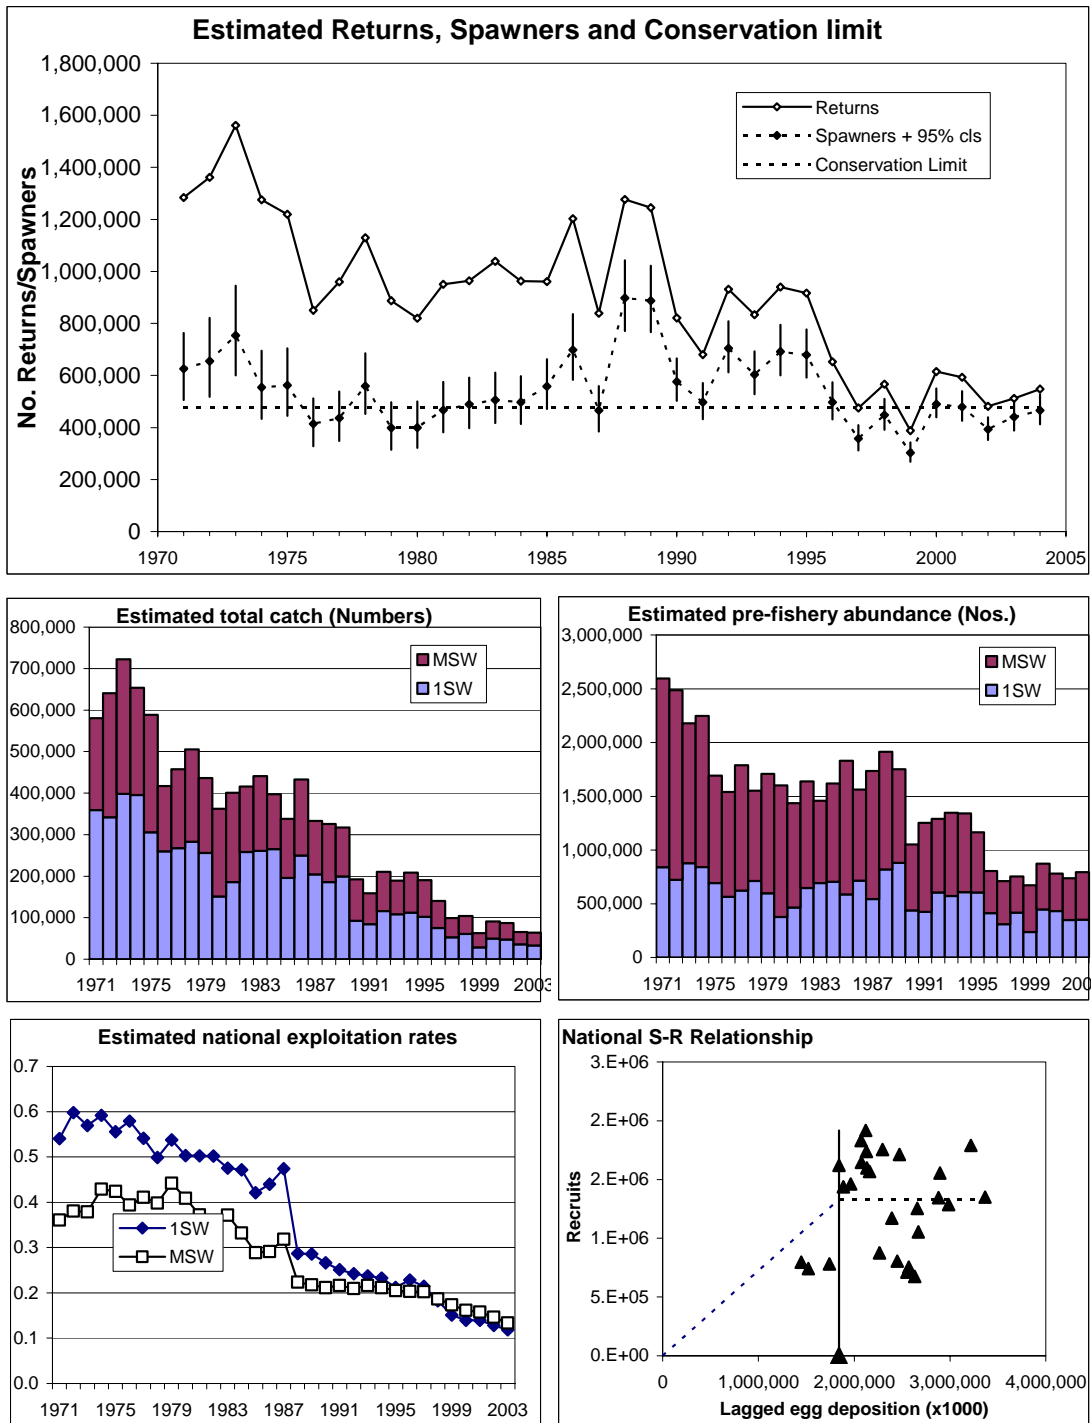 Estimated Returns, Spawners and Conservation limit
No. Returns/Spawners
1,800,000
1,600,000
1,400,000
1,200,000
1,000,000
800,000
600,000
400,000
200,000
0
Returns
Spawners + 95% cls
Conservation Limit
1970 1975 1980 1985 1990 1995 2000 2005
Estimated total catch (Numbers)
800,000
700,000
600,000
500,000
400,000
300,000
200,000
100,000
0
MSW
1SW
1971 1975 1979 1983 1987 1991 1995 1999 2003
Estimated pre-fishery abundance (Nos.)
3,000,000
2,500,000
2,000,000
1,500,000
1,000,000
500,000
0
MSW
1SW
1971 1975 1979 1983 1987 1991 1995 1999 200
Estimated national exploitation rates
0.7
0.6
0.5
0.4
0.3
0.2
0.1
0.0
1SW
MSW
1971 1975 1979 1983 1987 1991 1995 1999 2003
National S-R Relationship
Recruits
3.E+06
2.E+06
2.E+06
1.E+06
5.E+05
0.E+00
0 1,000,000 2,000,000 3,000,000 4,000,000
Lagged egg deposition (x1000)